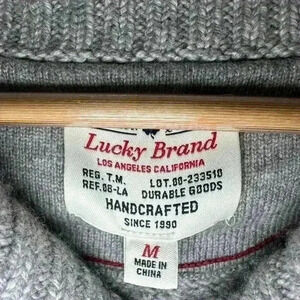 Lucky Brand
LOS ANGELES CALIFORNIA
REG. T.M. LOT.00-233510
REF.08-LA DURABLE GOODS
HANDCRAFTED
SINCE 1990
M
MADE IN
CHINA